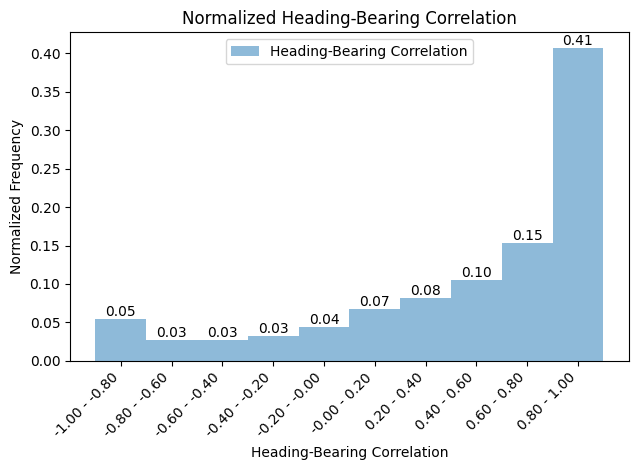 Normalized Heading-Bearing Correlation
Heading-Bearing Correlation
Normalized Frequency
0.40
0.35
0.30
0.25
0.20
0.15
0.10
0.05
0.00
0.05
0.03
0.03
0.03
0.04
0.07
0.08
0.10
0.15
0.41
-1.00 - -0.80
-0.80 - -0.60
-0.60 - -0.40
-0.40 - -0.20
-0.20 - -0.00
-0.00 - 0.20
0.20 - 0.40
0.40 - 0.60
0.60 - 0.80
0.80 - 1.00
Heading-Bearing Correlation